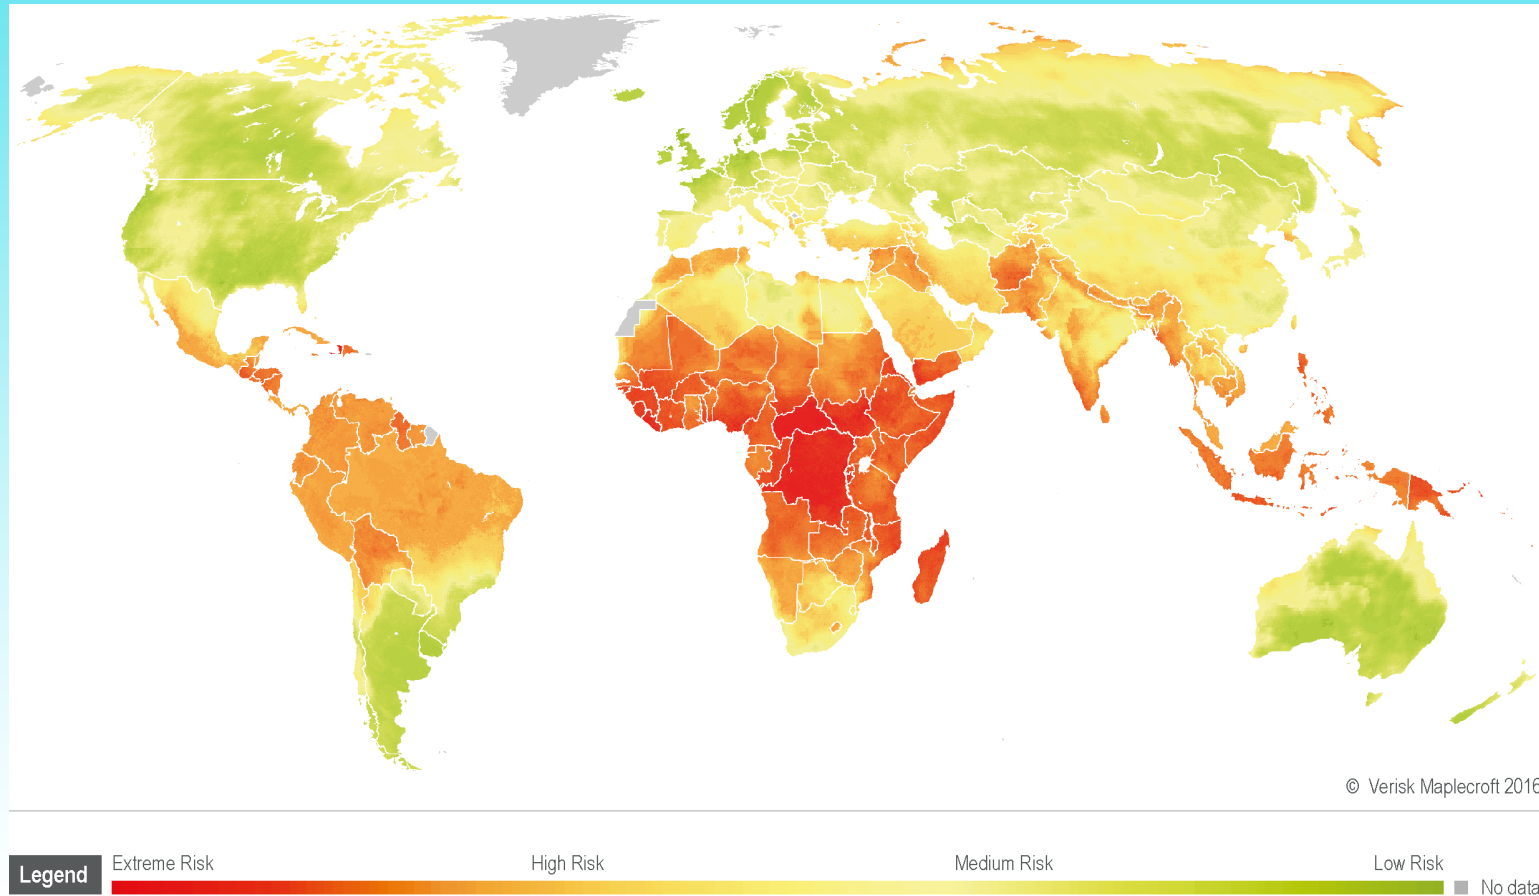 © Verisk Maplecroft 2016
Legend
Extreme Risk High Risk Medium Risk Low Risk
No data